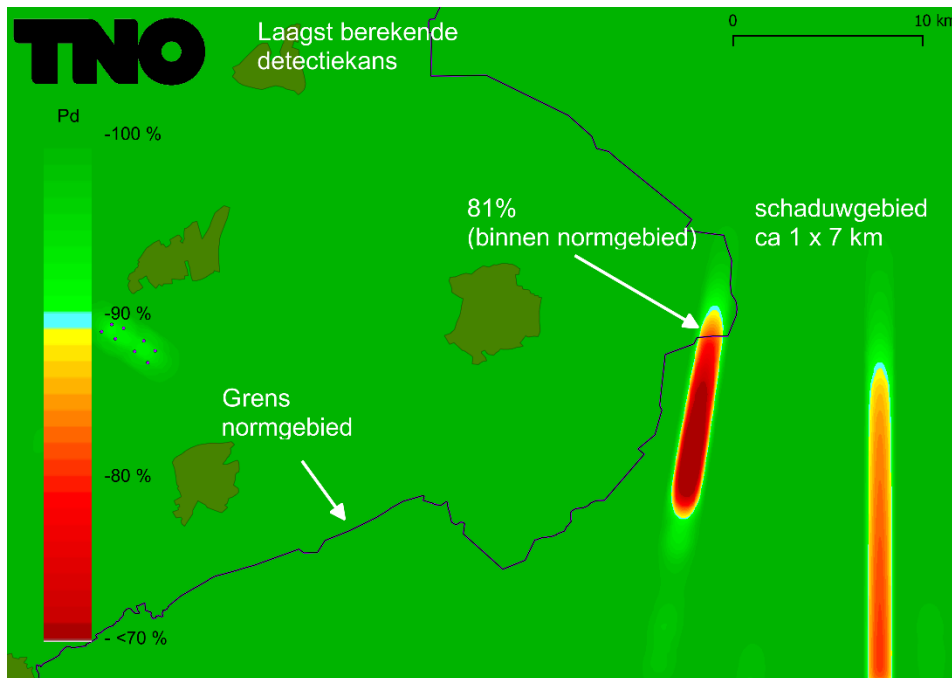 TNO
Laagst berekende
detectiekans
0
10 km
Pd
-100 %
-90 %
-80 %
- <70 %
81%
(binnen normgebied)
schaduwgebied
ca 1 x 7 km
Grens
normgebied